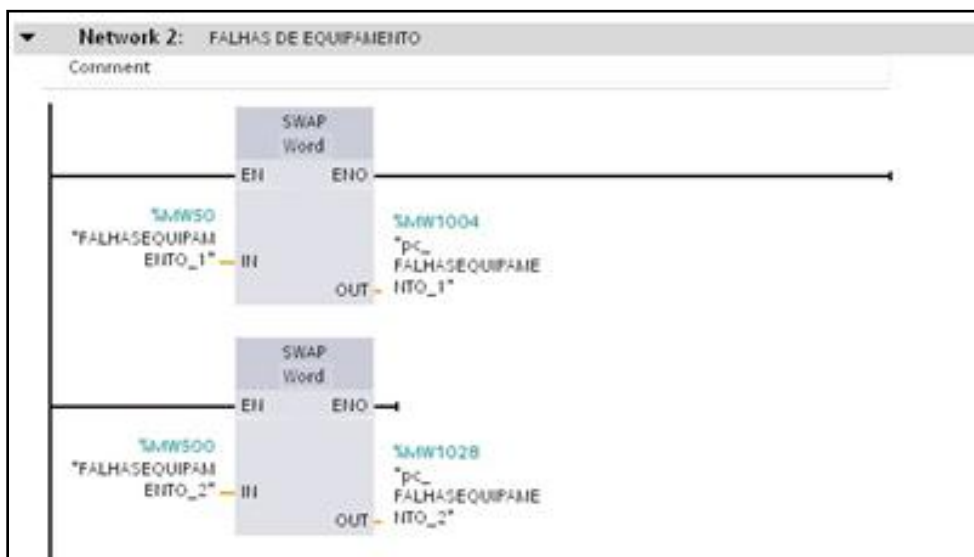 Network 2: FALHAS DE EQUIPAMENTO
Comment
SWAP
Word
EN ENO
%MW50
"FALHASEQUIPAM
ENTO_1"
IN
%MW1004
"pc_
FALHASEQUIPAME
NTO_1"
OUT
SWAP
Word
EN ENO
%MW500
"FALHASEQUIPAM
ENTO_2"
IN
%MW1028
"pc_
FALHASEQUIPAME
NTO_2"
OUT